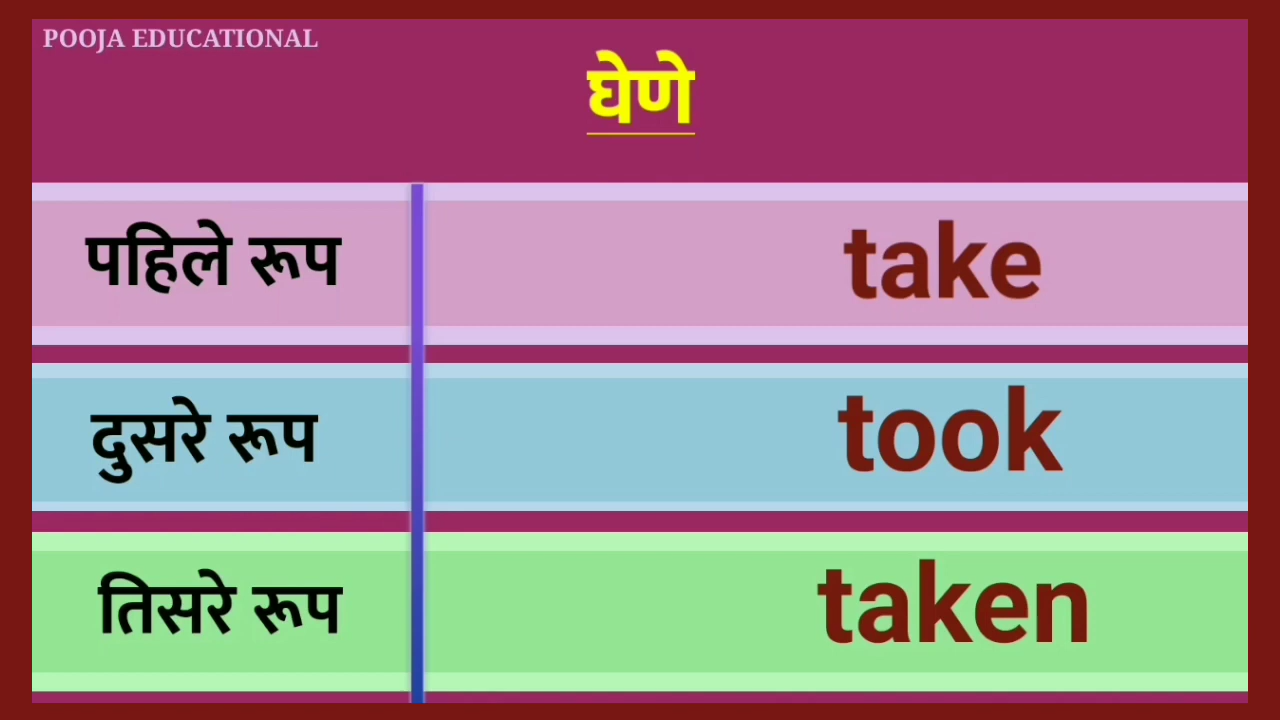 POOJA EDUCATIONAL
घेणे
पहिले रूप take
दुसरे रूप took
तिसरे रूप taken